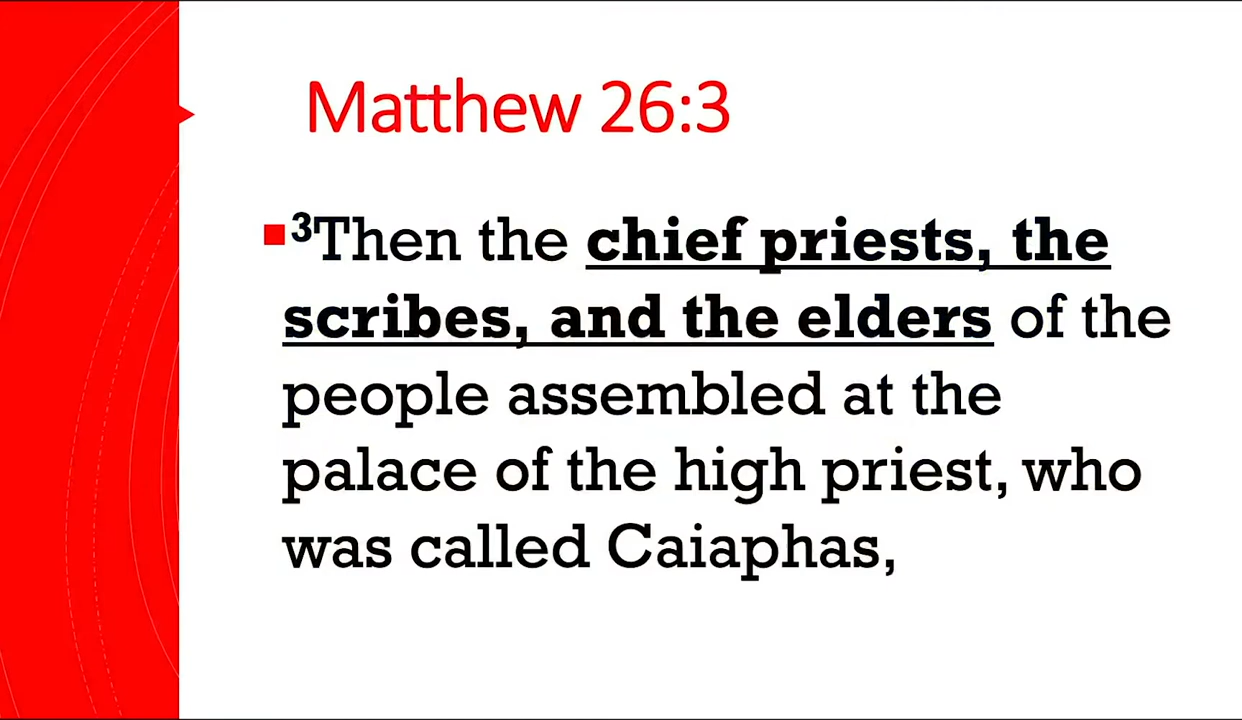 Matthew 26:3
³Then the chief priests, the
scribes, and the elders of the
people assembled at the
palace of the high priest, who
was called Caiaphas,